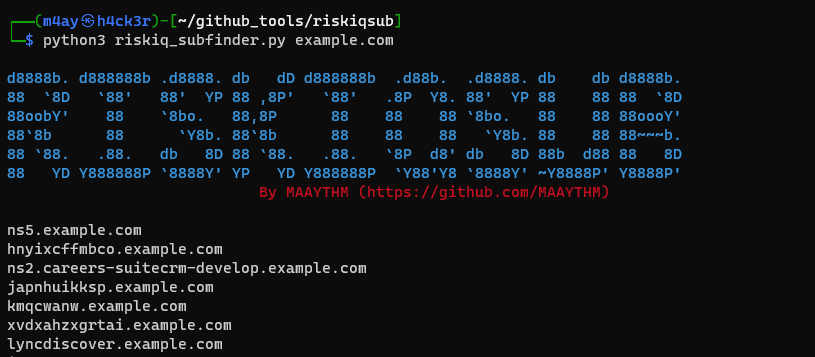 (m4ay㉿h4ck3r)-[~/github_tools/riskiqsub]
$ python3 riskiq_subfinder.py example.com
d8888b. d888888b .d8888. db   dD d888888b  .d88b.  .d8888. db    db d8888b.
88  `8D   `88'   88'  YP 88 ,8P'   `88'   .8P  Y8. 88'  YP 88    88 88  `8D
88oobY'    88    `8bo.   88,8P      88    88    88 `8bo.   88    88 88oooY'
88`8b      88      `Y8b. 88`8b      88    88    88   `Y8b. 88    88 88~~~b.
88 `88.   .88.   db   8D 88 `88.   .88.   `8P  d8' db   8D 88b  d88 88   8D
88   YD Y888888P `8888Y' YP   YD Y888888P  `Y88'Y8 `8888Y' ~Y8888P' Y8888P'
By MAAYTHM (https://github.com/MAAYTHM)
ns5.example.com
hnyixcffmbco.example.com
ns2.careers-suitecrm-develop.example.com
japnhuikksp.example.com
kmqcwanw.example.com
xvdxahzxgrtai.example.com
lyncdiscover.example.com